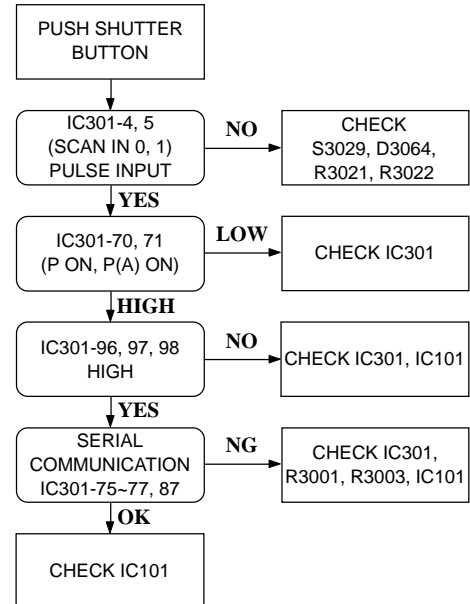 PUSH SHUTTER
BUTTON
IC301-4, 5
(SCAN IN 0, 1)
PULSE INPUT
NO
CHECK
S3029, D3064,
R3021, R3022
YES
IC301-70, 71
(P ON, P(A) ON)
LOW
CHECK IC301
HIGH
IC301-96, 97, 98
HIGH
NO
CHECK IC301, IC101
YES
SERIAL
COMMUNICATION
IC301-75~77, 87
NG
CHECK IC301,
R3001, R3003, IC101
OK
CHECK IC101